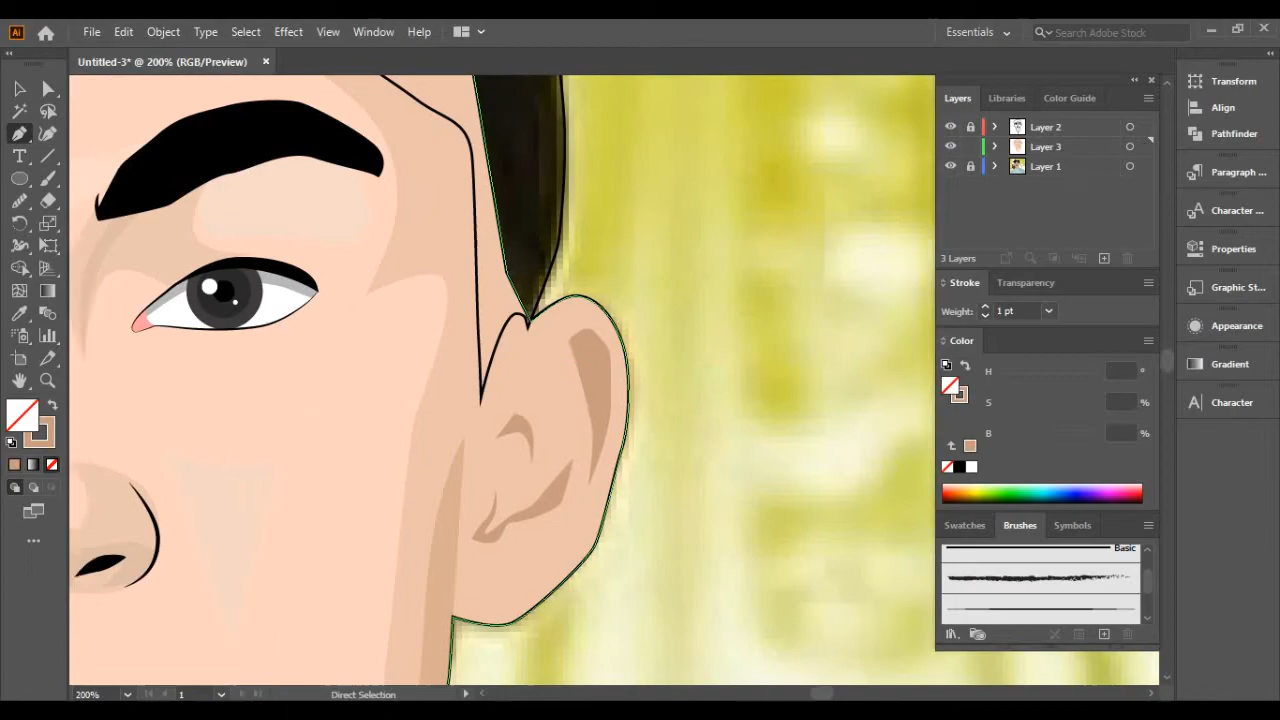 Ai File Edit Object Type Select Effect View Window Help Essentials Search Adobe Stock
Untitled-3* @ 200% (RGB/Preview) ×
Layers Libraries Color Guide
Layer 2
Layer 3
Layer 1
3 Layers
Stroke Transparency
Weight: 1 pt
Color
H °
S %
B %
Swatches Brushes Symbols
Basic
Transform
Align
Pathfinder
Paragraph ...
Character ...
Properties
Graphic St...
Appearance
Gradient
Character
200% 1 Direct Selection